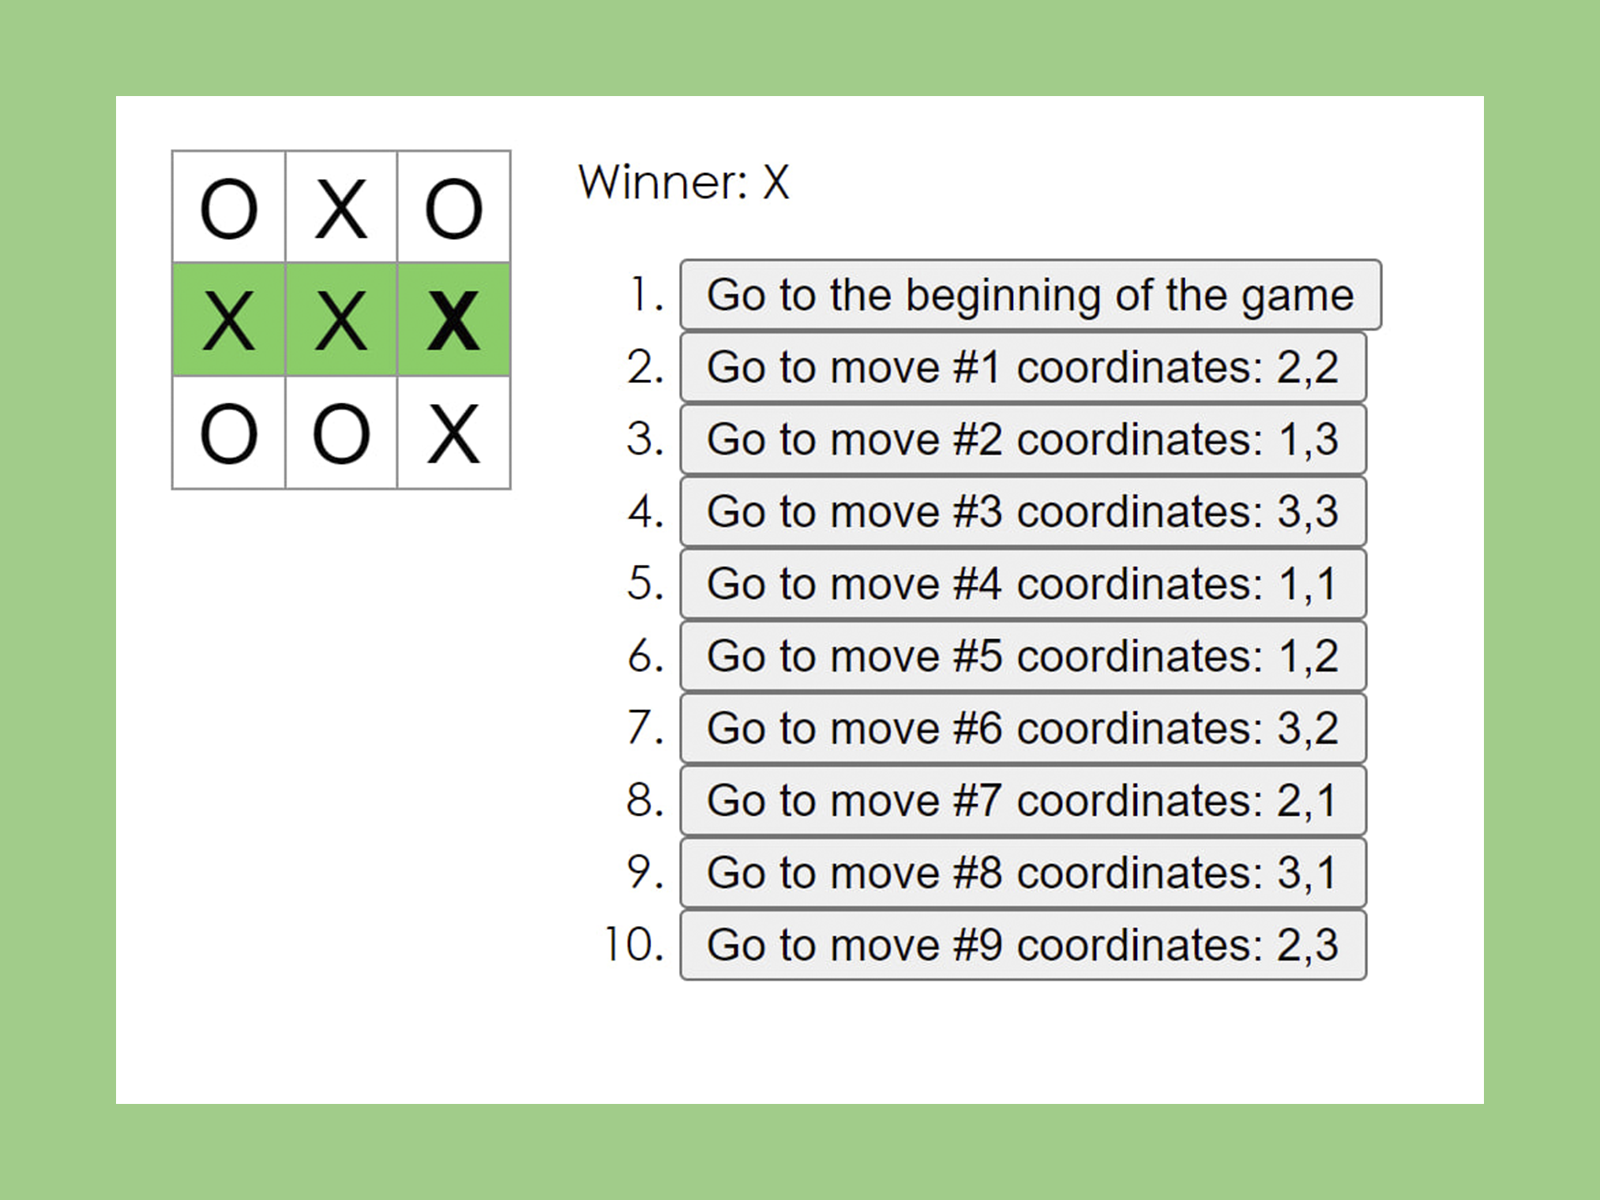 O X O
X X X
O O X
Winner: X
1. Go to the beginning of the game
2. Go to move #1 coordinates: 2,2
3. Go to move #2 coordinates: 1,3
4. Go to move #3 coordinates: 3,3
5. Go to move #4 coordinates: 1,1
6. Go to move #5 coordinates: 1,2
7. Go to move #6 coordinates: 3,2
8. Go to move #7 coordinates: 2,1
9. Go to move #8 coordinates: 3,1
10. Go to move #9 coordinates: 2,3